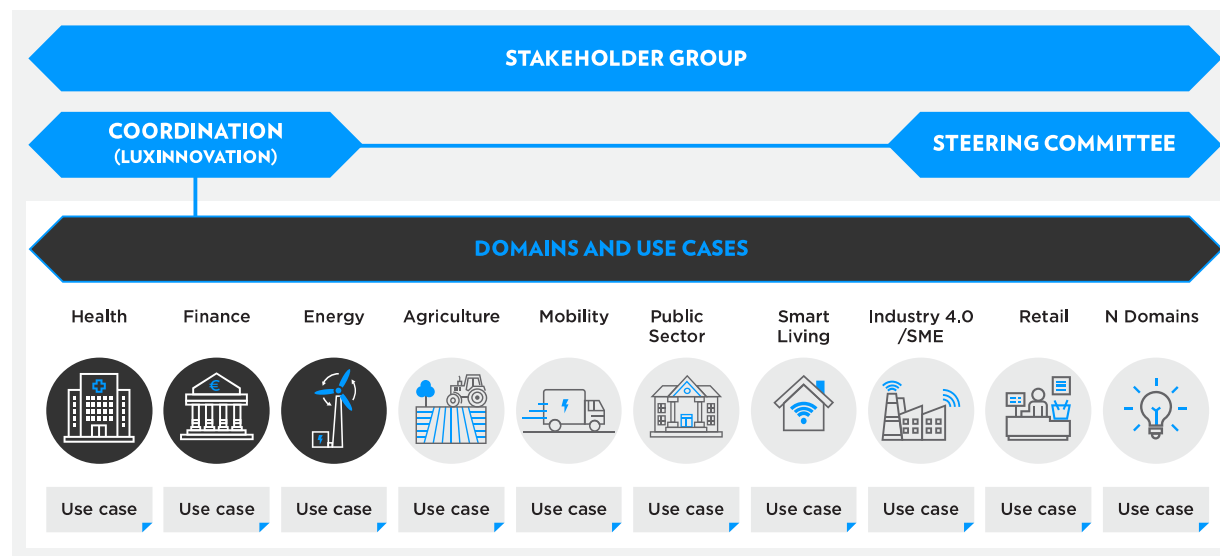 STAKEHOLDER GROUP
COORDINATION
(LUXINNOVATION)
STEERING COMMITTEE
DOMAINS AND USE CASES
Health
Finance
Energy
Agriculture
Mobility
Public
Sector
Smart
Living
Industry 4.0
/SME
Retail
N Domains
€
Use case
Use case
Use case
Use case
Use case
Use case
Use case
Use case
Use case
Use case